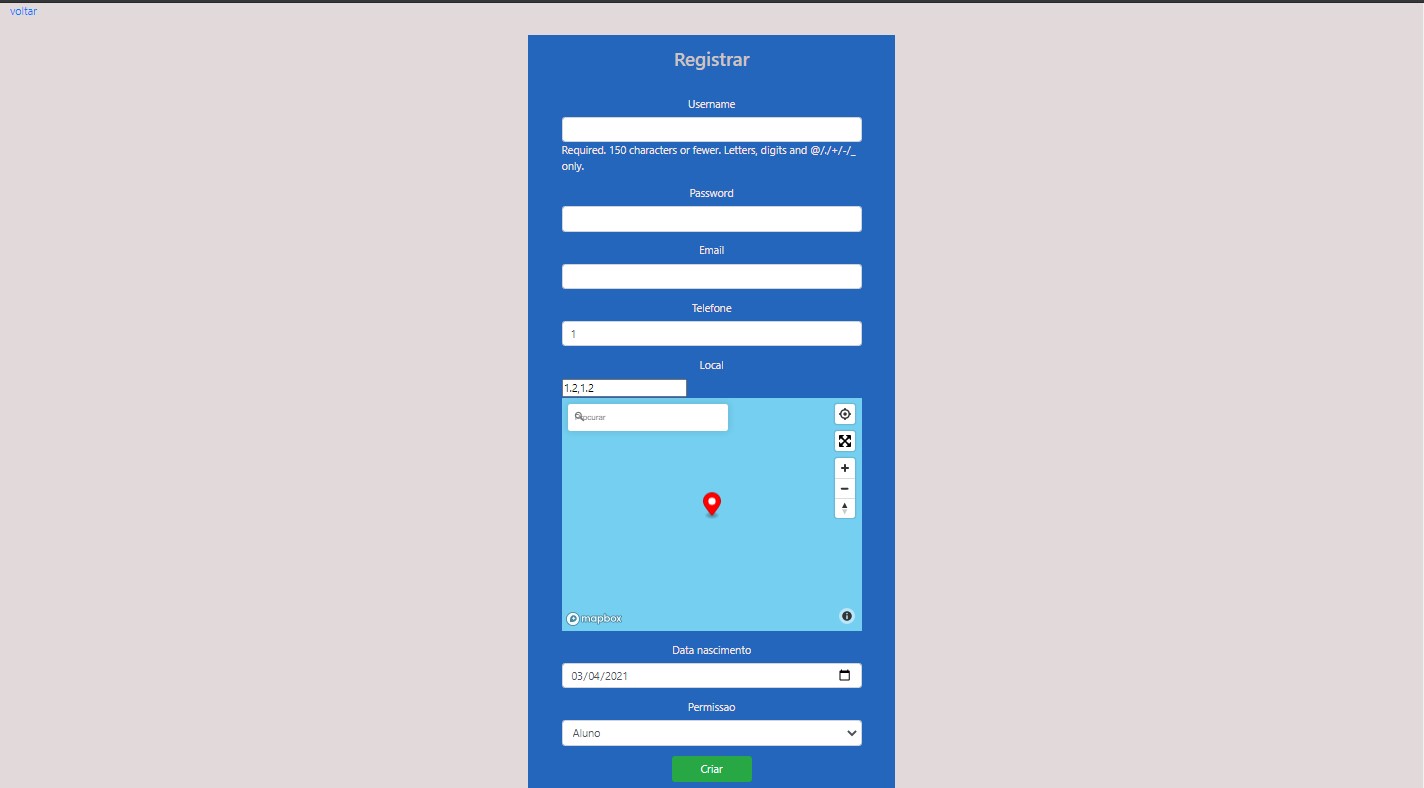 voltar
Registrar
Username
Required. 150 characters or fewer. Letters, digits and @/./+/-/_
only.
Password
Email
Telefone
1
Local
1.2,1.2
mapbox
Data nascimento
03/04/2021
Permissao
Aluno
Criar